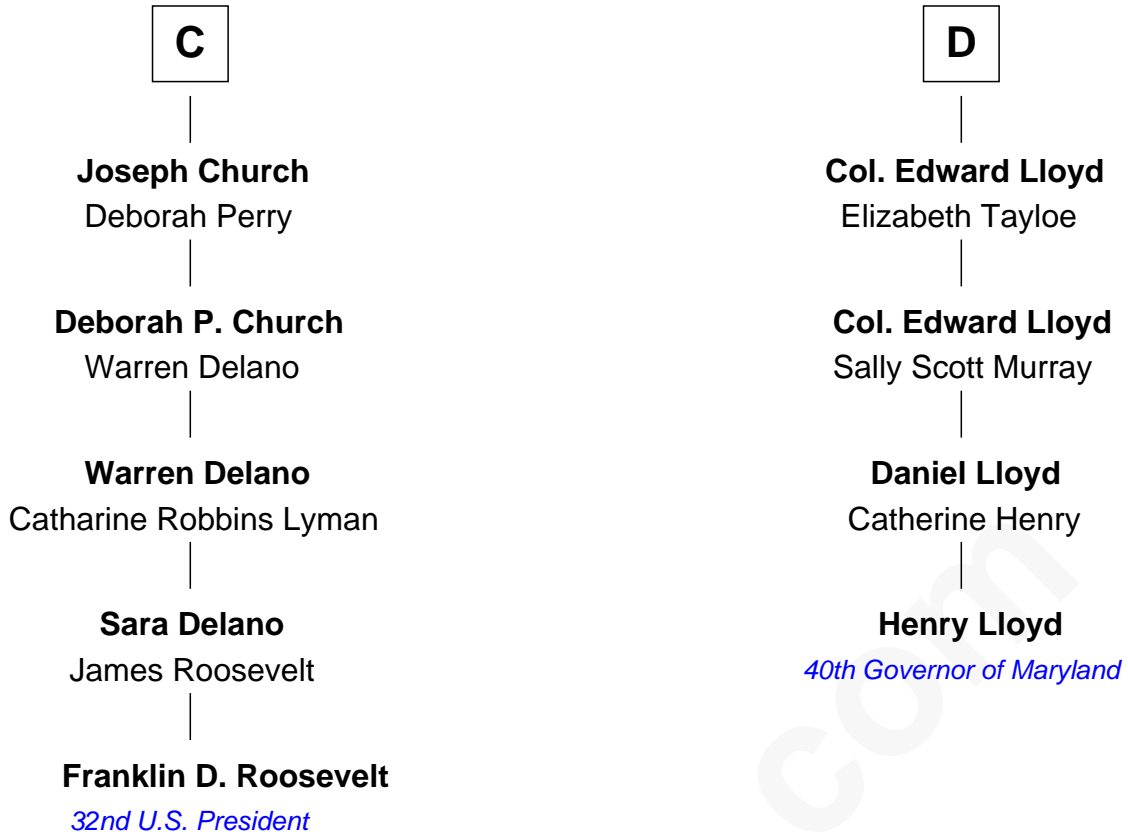 C
Joseph Church
Deborah Perry
Deborah P. Church
Warren Delano
Warren Delano
Catharine Robbins Lyman
Sara Delano
James Roosevelt
Franklin D. Roosevelt
32nd U.S. President
D
Col. Edward Lloyd
Elizabeth Tayloe
Col. Edward Lloyd
Sally Scott Murray
Daniel Lloyd
Catherine Henry
Henry Lloyd
40th Governor of Maryland
com